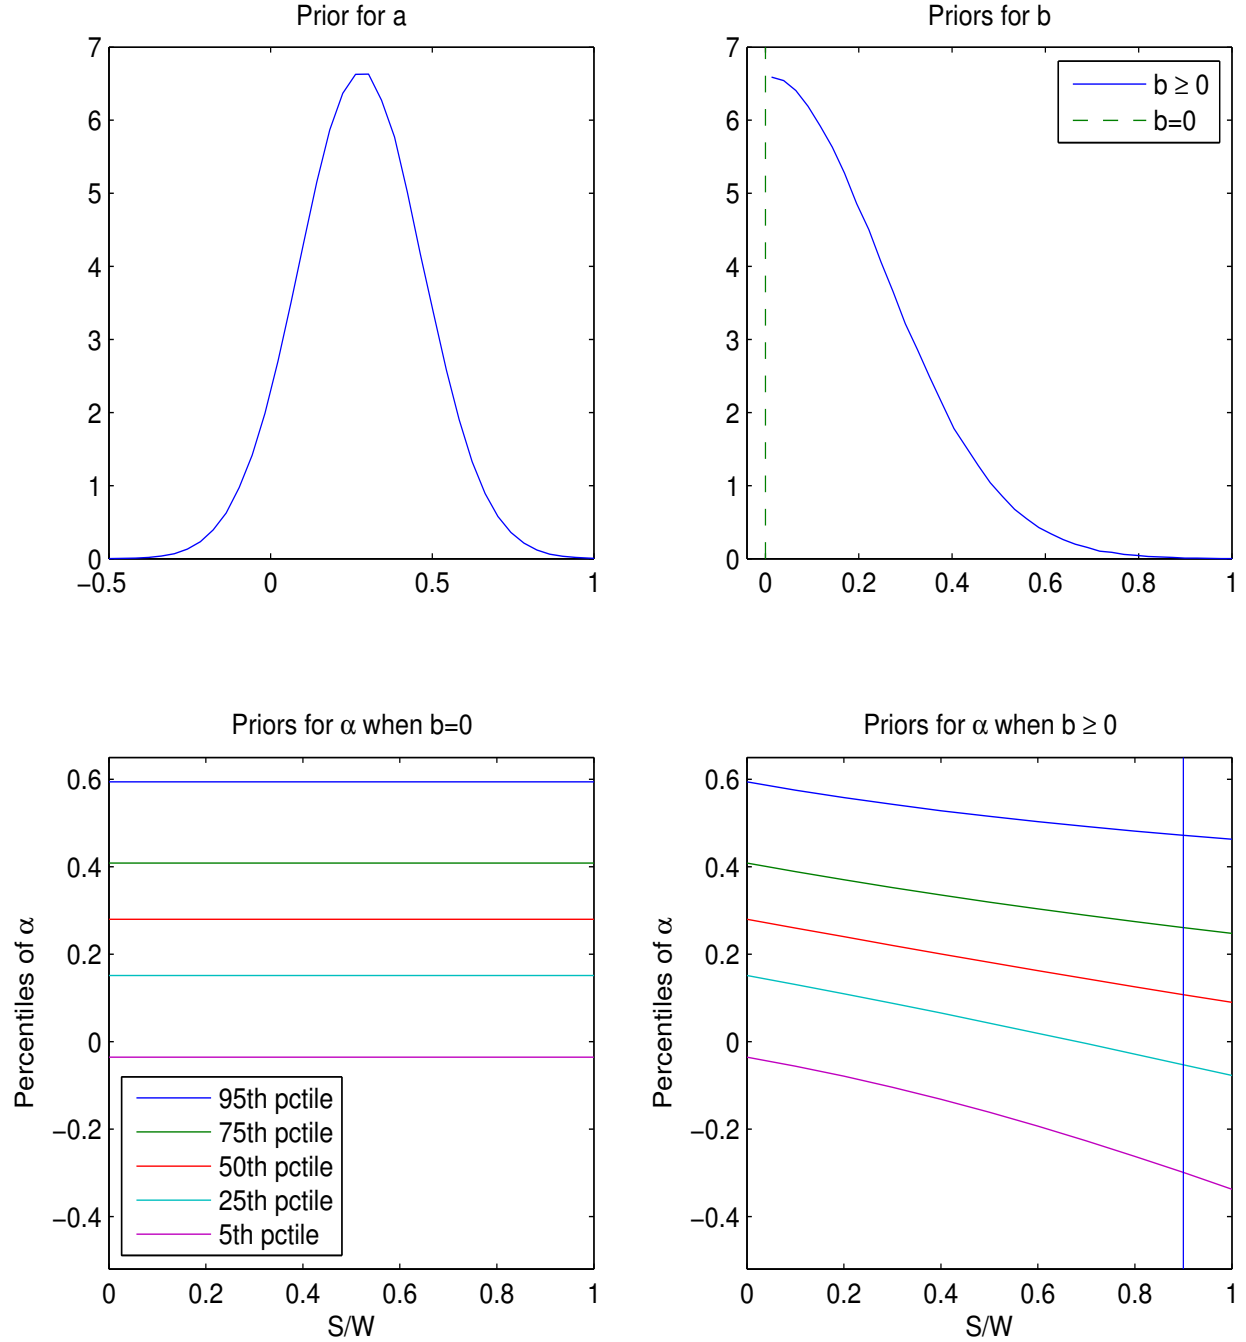 Prior for a
7
6
5
4
3
2
1
0
−0.5 0 0.5 1
Priors for b
7
6
5
4
3
2
1
0
0 0.2 0.4 0.6 0.8 1
b ≥ 0
b=0
Priors for α when b=0
Percentiles of α
0.6
0.4
0.2
0
−0.2
−0.4
0 0.2 0.4 0.6 0.8 1
S/W
95th pctile
75th pctile
50th pctile
25th pctile
5th pctile
Priors for α when b ≥ 0
Percentiles of α
0.6
0.4
0.2
0
−0.2
−0.4
0 0.2 0.4 0.6 0.8 1
S/W